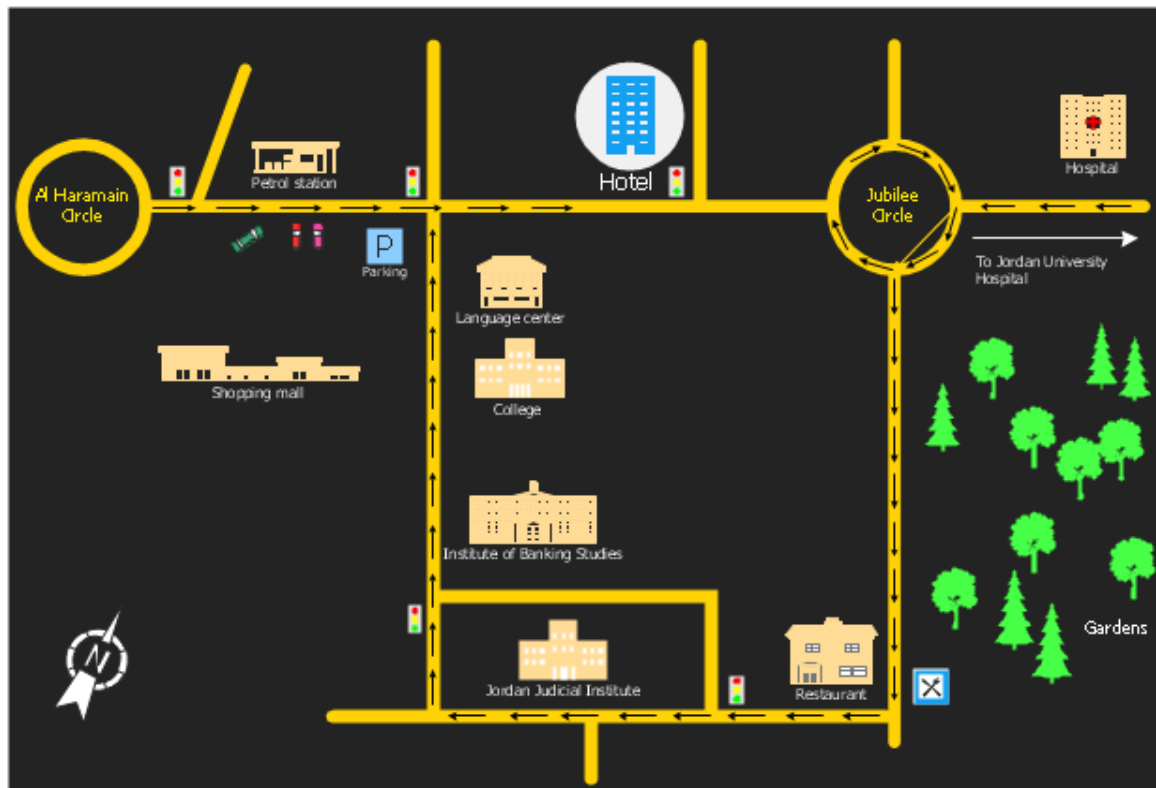 Hospital
Hotel
Petrol station
Al Haramain
Circle
Jubilee
Circle
P
Parking
To Jordan University
Hospital
Language center
Shopping mall
College
Institute of Banking Studies
Gardens
N
Jordan Judicial Institute
Restaurant